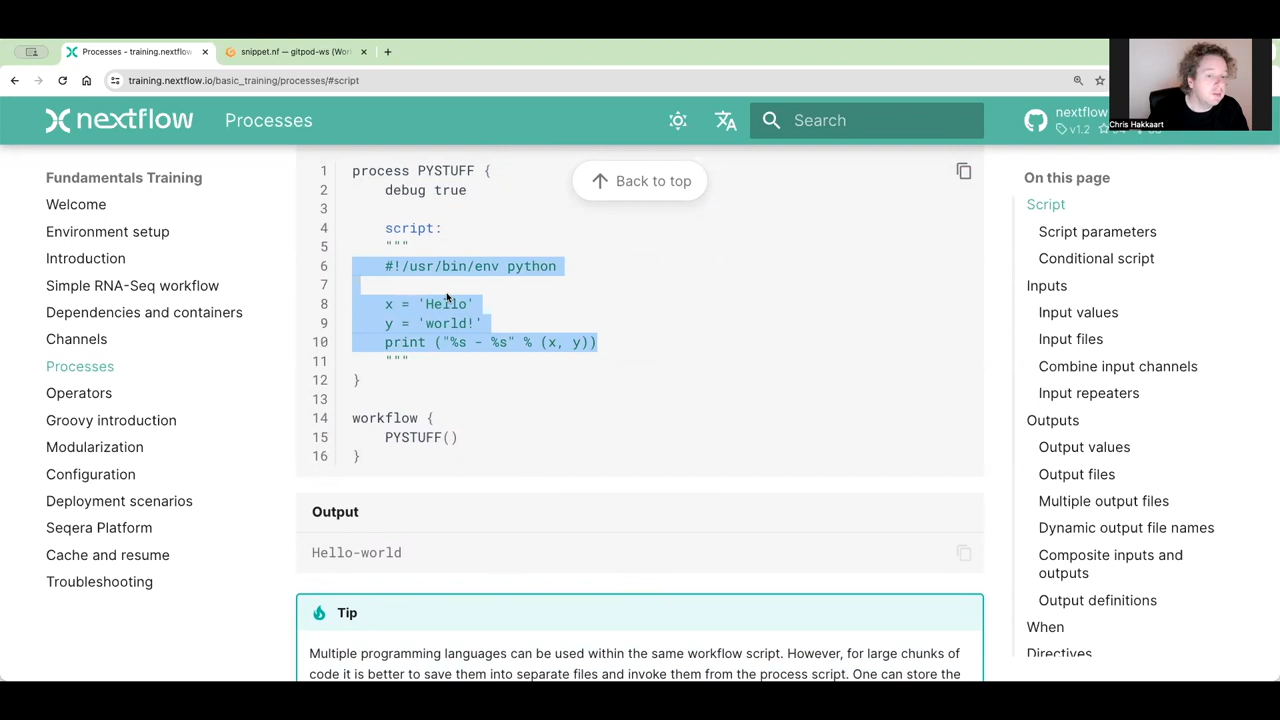 Processes - training.nextflow
snippet.nf — gitpod-ws (Wor
training.nextflow.io/basic_training/processes/#script
nextflow
Processes
Search
nextflow
v1.2
Chris Hakkaart
Fundamentals Training
Welcome
Environment setup
Introduction
Simple RNA-Seq workflow
Dependencies and containers
Channels
Processes
Operators
Groovy introduction
Modularization
Configuration
Deployment scenarios
Seqera Platform
Cache and resume
Troubleshooting
Back to top
1 process PYSTUFF {
2 debug true
3
4 script:
5 """
6 #!/usr/bin/env python
7
8 x = 'Hello'
9 y = 'world!'
10 print ("%s - %s" % (x, y))
11 """
12 }
13
14 workflow {
15 PYSTUFF()
16 }
Output
Hello-world
Tip
Multiple programming languages can be used within the same workflow script. However, for large chunks of
code it is better to save them into separate files and invoke them from the process script. One can store the
On this page
Script
Script parameters
Conditional script
Inputs
Input values
Input files
Combine input channels
Input repeaters
Outputs
Output values
Output files
Multiple output files
Dynamic output file names
Composite inputs and
outputs
Output definitions
When
Directives